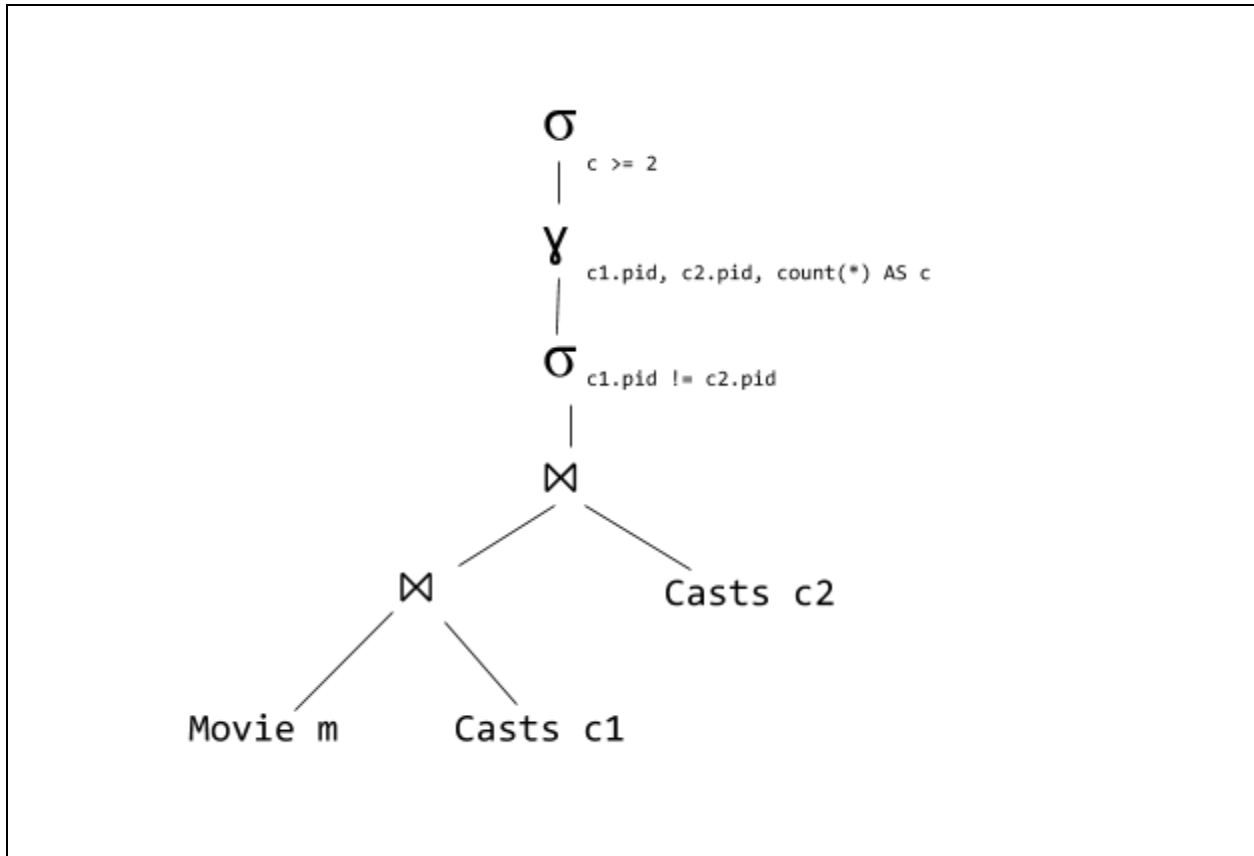 σ
c >= 2
γ
c1.pid, c2.pid, count(*) AS c
σ
c1.pid != c2.pid
⋈
⋈
Casts c2
Movie m
Casts c1